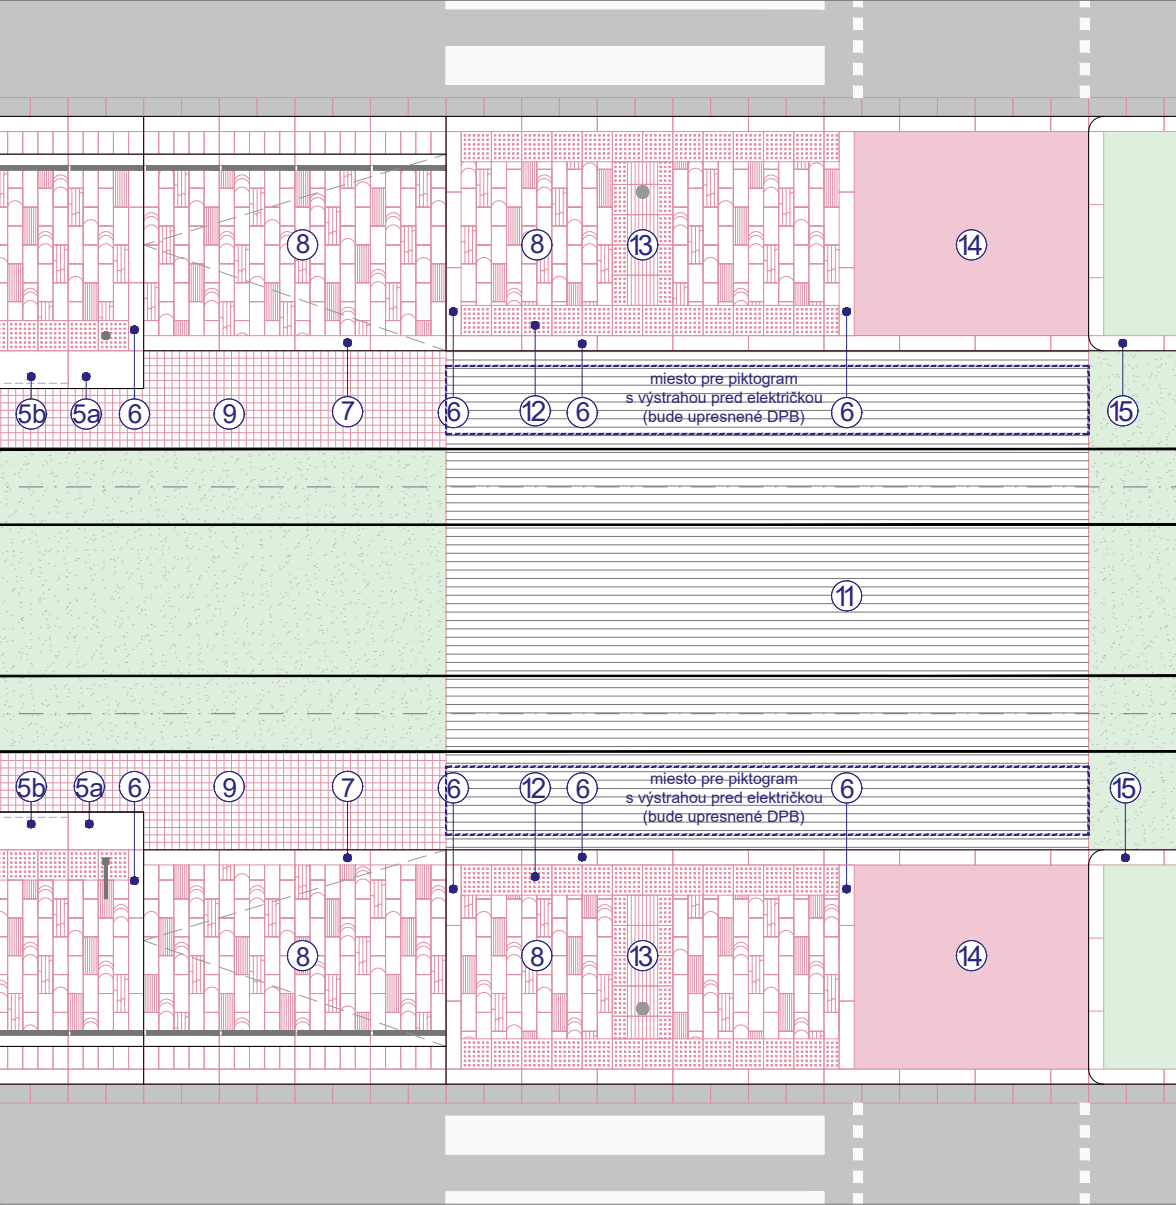 8
8
13
14
miesto pre piktogram
s výstrahou pred električkou
(bude upresnené DPB)
5b
5a
6
9
7
6
12
6
6
15
11
5b
5a
6
9
7
6
12
6
6
15
miesto pre piktogram
s výstrahou pred električkou
(bude upresnené DPB)
8
8
13
14